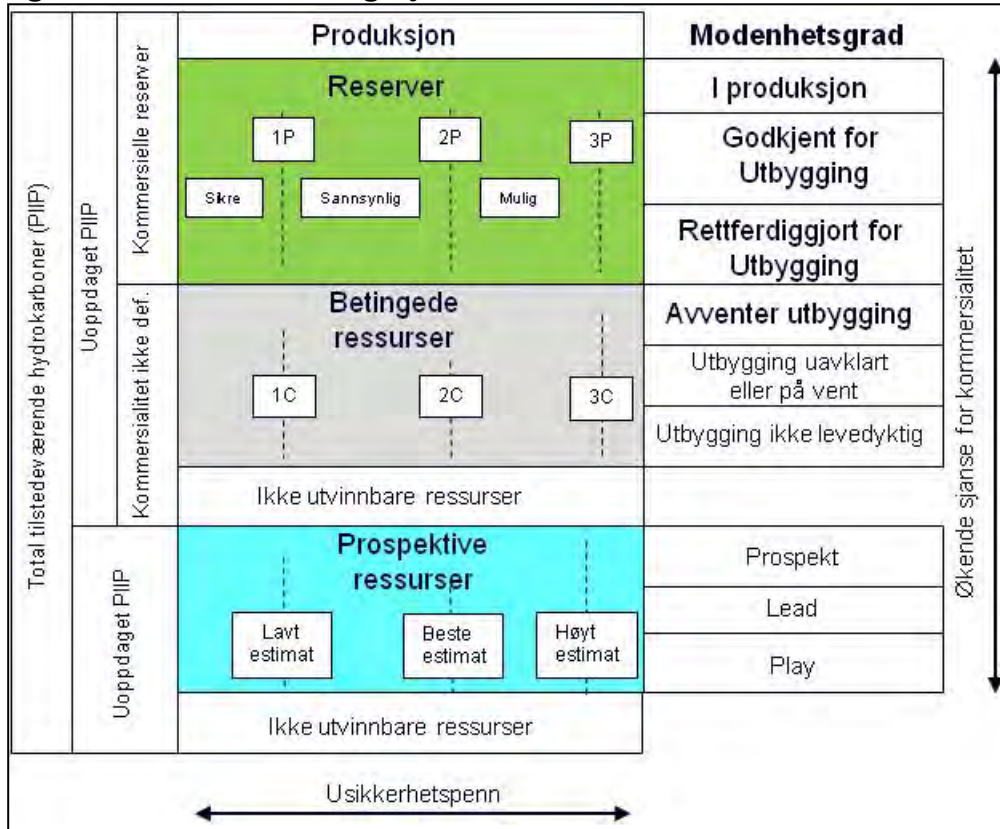 Produksjon
Modenhetsgrad
Total tilstedeværende hydrokarboner (PIIP)
Uoppdaget PIIP
Kommersielle reserver
Reserver
1P
2P
3P
Sikre
Sannsynlig
Mulig
I produksjon
Godkjent for
Utbygging
Rettferdiggjort for
Utbygging
Kommersialitet ikke def.
Betingede
ressurser
1C
2C
3C
Avventer utbygging
Utbygging uavklart
eller på vent
Utbygging ikke levedyktig
Ikke utvinnbare ressurser
Uoppdaget PIIP
Prospektive
ressurser
Lavt
estimat
Beste
estimat
Høyt
estimat
Prospekt
Lead
Play
Ikke utvinnbare ressurser
Økende sjanse for kommersialitet
Usikkerhetspenn